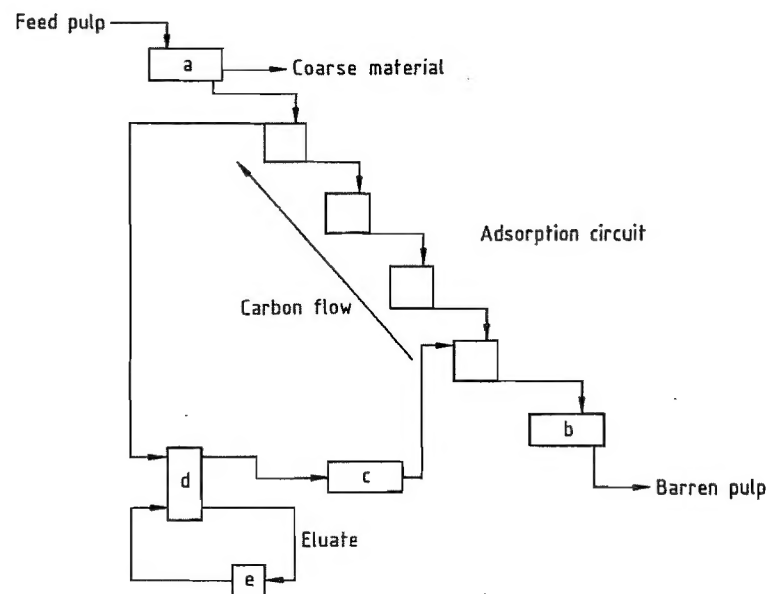 Feed pulp
a
Coarse material
Adsorption circuit
Carbon flow
b
d
c
Barren pulp
Eluate
e